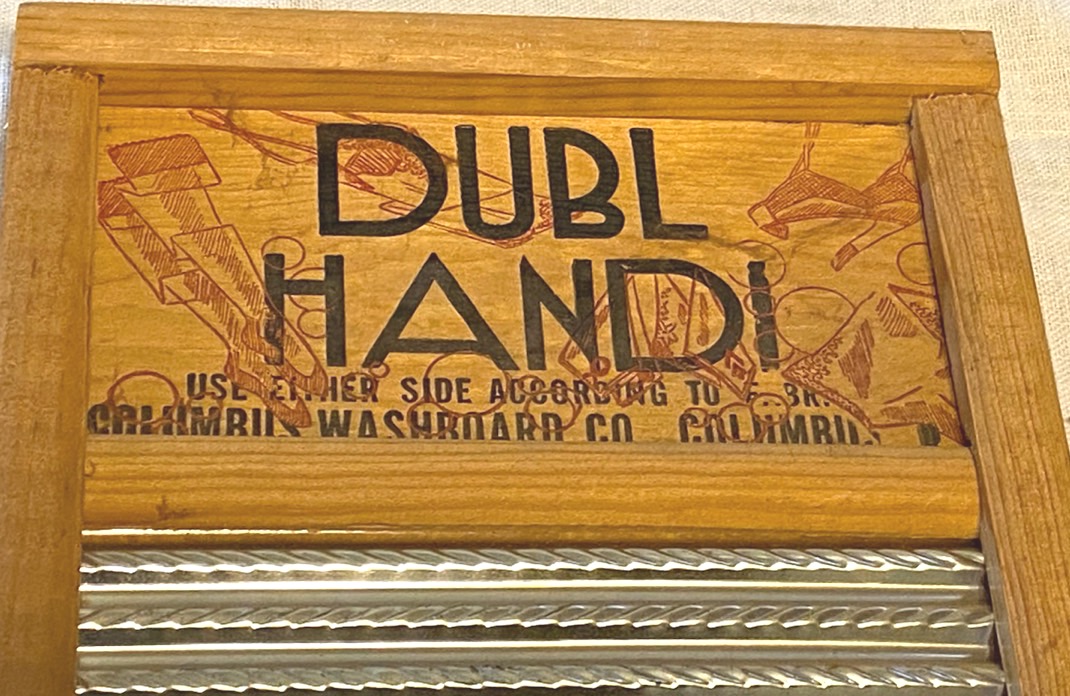 DUBL
HANDI
USE EITHER SIDE ACCORDING TO
COLUMBUS WASHBOARD CO. COLUMBUS,